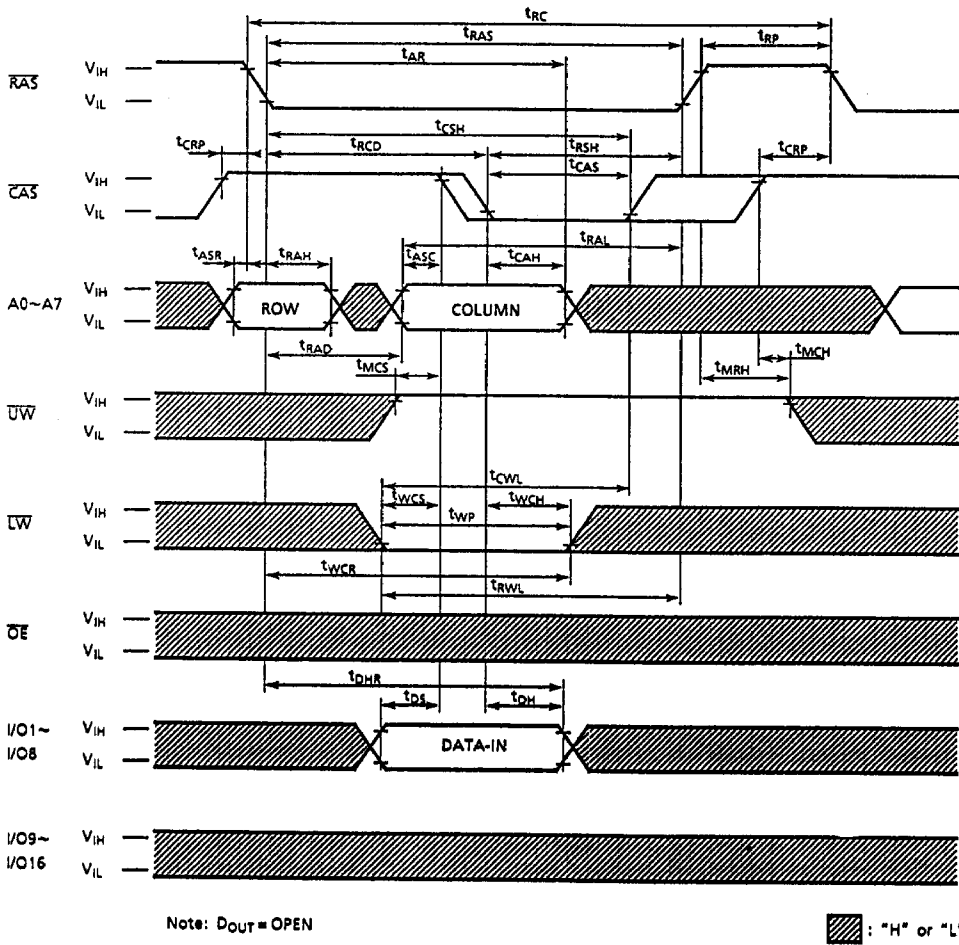 tRC
tRAS
tRP
tAR
RAS
VIH
VIL
tCSH
tCRP
tRCD
tRSH
tCRP
tCAS
CAS
VIH
VIL
tRAL
tASR
tRAH
tASC
tCAH
A0~A7
VIH
VIL
ROW
COLUMN
tRAD
tMCH
tMCS
tMRH
UW
VIH
VIL
tCWL
tWCS
tWCH
LW
VIH
VIL
tWP
tWCR
tRWL
OE
VIH
VIL
tDHR
tDS
tDH
I/O1~
I/O8
VIH
VIL
DATA-IN
I/O9~
I/O16
VIH
VIL
Note: DOUT = OPEN
: "H" or "L"